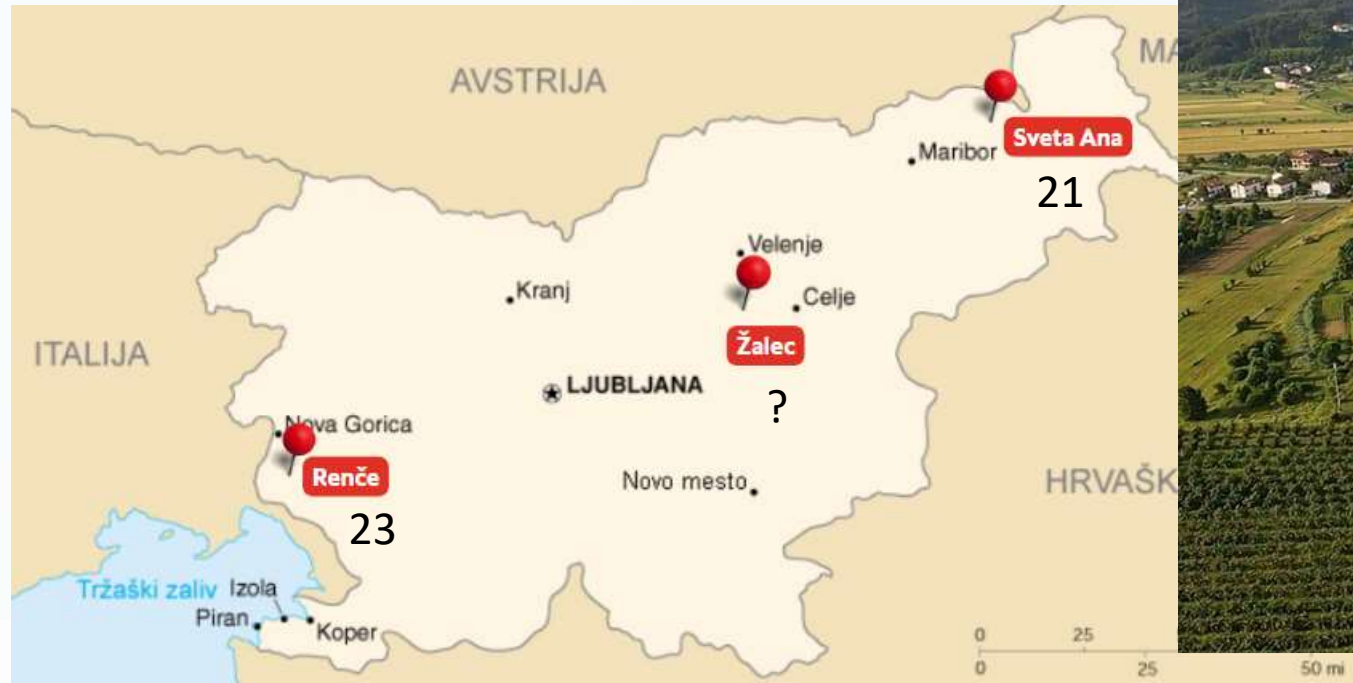 AVSTRIJA
MA
Sveta Ana
Maribor
21
Velenje
Kranj
Celje
ITALIJA
Žalec
LJUBLJANA
?
Nova Gorica
Renče
Novo mesto
HRVAŠK
23
Tržaški zaliv
Izola
Piran
Koper
0 25
0 25 50 mi